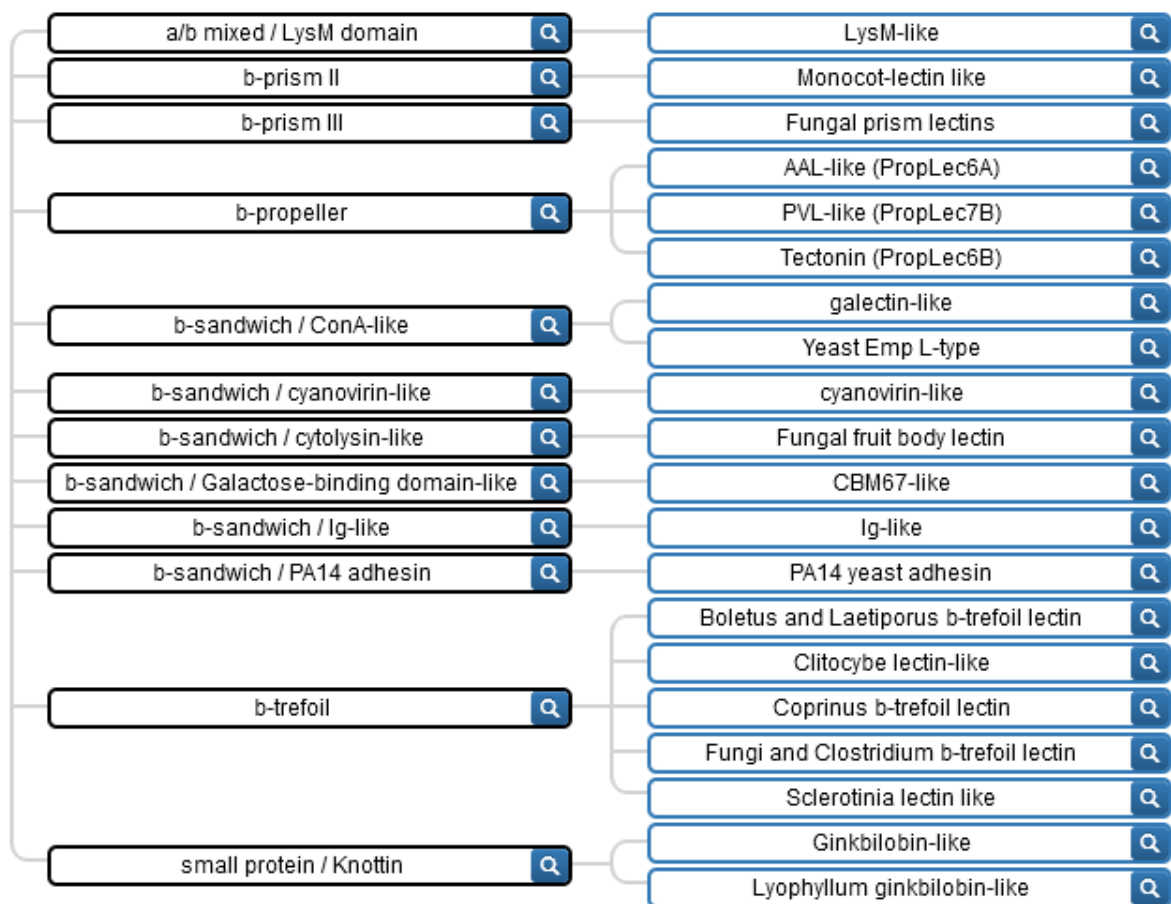 a/b mixed / LysM domain
LysM-like
b-prism II
Monocot-lectin like
b-prism III
Fungal prism lectins
b-propeller
AAL-like (PropLec6A)
PVL-like (PropLec7B)
Tectonin (PropLec6B)
b-sandwich / ConA-like
galectin-like
Yeast Emp L-type
b-sandwich / cyanovirin-like
cyanovirin-like
b-sandwich / cytolysin-like
Fungal fruit body lectin
b-sandwich / Galactose-binding domain-like
CBM67-like
b-sandwich / Ig-like
Ig-like
b-sandwich / PA14 adhesin
PA14 yeast adhesin
b-trefoil
Boletus and Laetiporus b-trefoil lectin
Clitocybe lectin-like
Coprinus b-trefoil lectin
Fungi and Clostridium b-trefoil lectin
Sclerotinia lectin like
small protein / Knottin
Ginkbilobin-like
Lyophyllum ginkbilobin-like